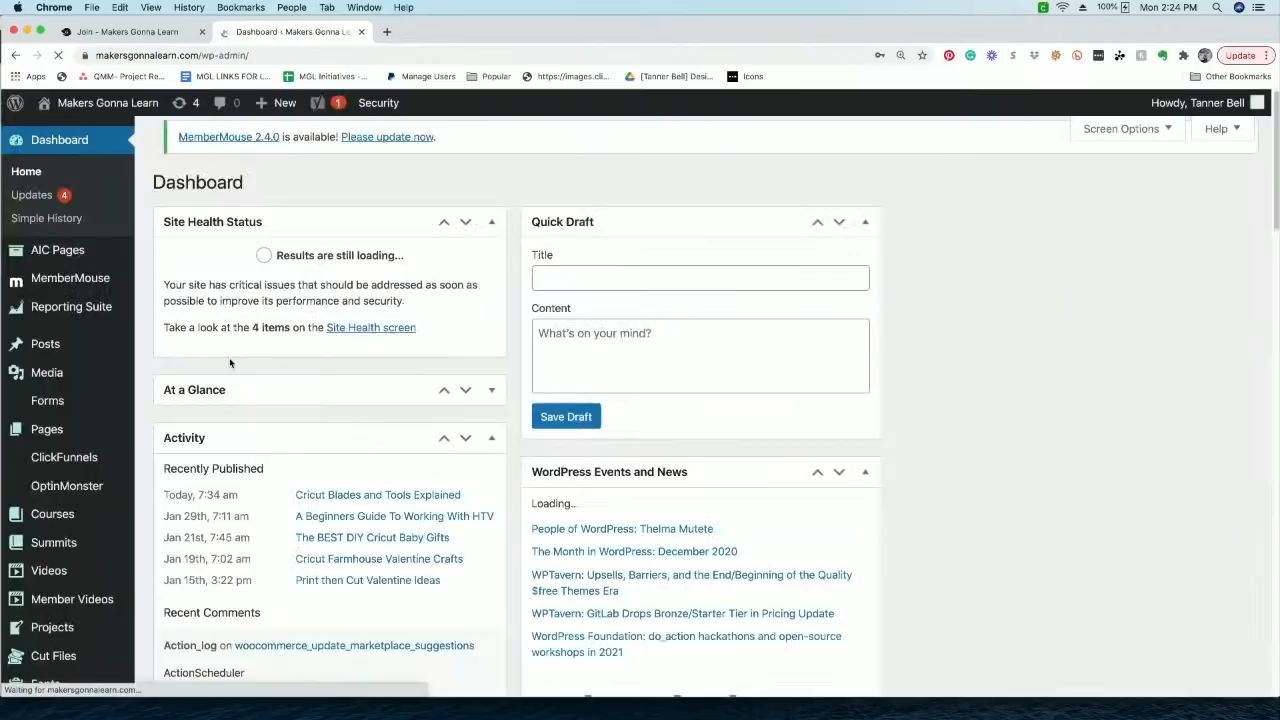 Chrome File Edit View History Bookmarks People Tab Window Help 100% Mon 2:24 PM
Join - Makers Gonna Learn Dashboard ‹ Makers Gonna Le
makersgonnalearn.com/wp-admin/ Update
Apps QMM- Project Re... MGL LINKS FOR L... MGL Initiatives -... Manage Users Popular https://images.cli... [Tanner Bell] Desi... Icons Other Bookmarks
Makers Gonna Learn 4 0 New 1 Security Howdy, Tanner Bell
Dashboard
Home
Updates 4
Simple History
AIC Pages
MemberMouse
Reporting Suite
Posts
Media
Forms
Pages
ClickFunnels
OptinMonster
Courses
Summits
Videos
Member Videos
Projects
Cut Files
MemberMouse 2.4.0 is available! Please update now.
Screen Options Help
Dashboard
Site Health Status
Results are still loading...
Your site has critical issues that should be addressed as soon as
possible to improve its performance and security.
Take a look at the 4 items on the Site Health screen
At a Glance
Activity
Recently Published
Today, 7:34 am Cricut Blades and Tools Explained
Jan 29th, 7:11 am A Beginners Guide To Working With HTV
Jan 21st, 7:45 am The BEST DIY Cricut Baby Gifts
Jan 19th, 7:02 am Cricut Farmhouse Valentine Crafts
Jan 15th, 3:22 pm Print then Cut Valentine Ideas
Recent Comments
Action_log on woocommerce_update_marketplace_suggestions
ActionScheduler
Quick Draft
Title
Content
What's on your mind?
Save Draft
WordPress Events and News
Loading...
People of WordPress: Thelma Mutete
The Month in WordPress: December 2020
WPTavern: Upsells, Barriers, and the End/Beginning of the Quality
$free Themes Era
WPTavern: GitLab Drops Bronze/Starter Tier in Pricing Update
WordPress Foundation: do_action hackathons and open-source
workshops in 2021
Waiting for makersgonnalearn.com...